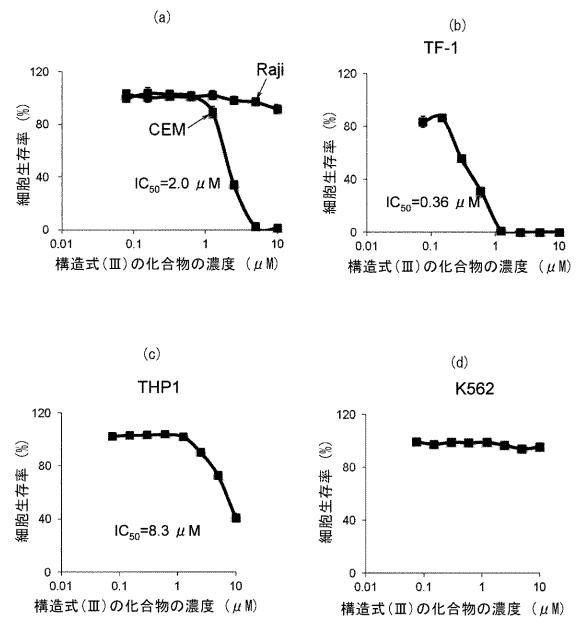 (a)
120
80
40
0
細胞生存率 (%)
Raji
CEM
IC50=2.0 μM
0.01 0.1 1 10
構造式(Ⅲ)の化合物の濃度 (μM)
(b)
TF-1
120
80
40
0
細胞生存率 (%)
IC50=0.36 μM
0.01 0.1 1 10
構造式(Ⅲ)の化合物の濃度 (μM)
(c)
THP1
120
80
40
0
細胞生存率 (%)
IC50=8.3 μM
0.01 0.1 1 10
構造式(Ⅲ)の化合物の濃度 (μM)
(d)
K562
120
80
40
0
細胞生存率 (%)
0.01 0.1 1 10
構造式(Ⅲ)の化合物の濃度 (μM)